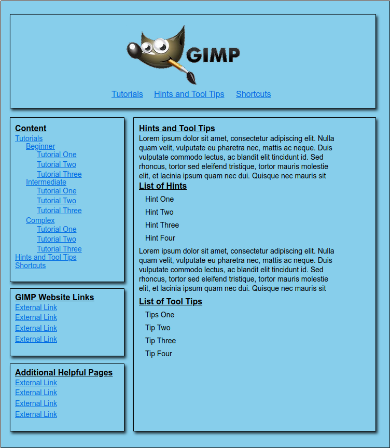 GIMP
Tutorials Hints and Tool Tips Shortcuts
Content
Tutorials
Beginner
Tutorial One
Tutorial Two
Tutorial Three
Intermediate
Tutorial One
Tutorial Two
Tutorial Three
Complex
Tutorial One
Tutorial Two
Tutorial Three
Hints and Tool Tips
Shortcuts
GIMP Website Links
External Link
External Link
External Link
External Link
Additional Helpful Pages
External Link
External Link
External Link
External Link
Hints and Tool Tips
Lorem ipsum dolor sit amet, consectetur adipiscing elit. Nulla
quam velit, vulputate eu pharetra nec, mattis ac neque. Duis
vulputate commodo lectus, ac blandit elit tincidunt id. Sed
rhoncus, tortor sed eleifend tristique, tortor mauris molestie
elit, et lacinia ipsum quam nec dui. Quisque nec mauris sit
List of Hints
Hint One
Hint Two
Hint Three
Hint Four
Lorem ipsum dolor sit amet, consectetur adipiscing elit. Nulla
quam velit, vulputate eu pharetra nec, mattis ac neque. Duis
vulputate commodo lectus, ac blandit elit tincidunt id. Sed
rhoncus, tortor sed eleifend tristique, tortor mauris molestie
elit, et lacinia ipsum quam nec dui. Quisque nec mauris sit
List of Tool Tips
Tips One
Tip Two
Tip Three
Tip Four